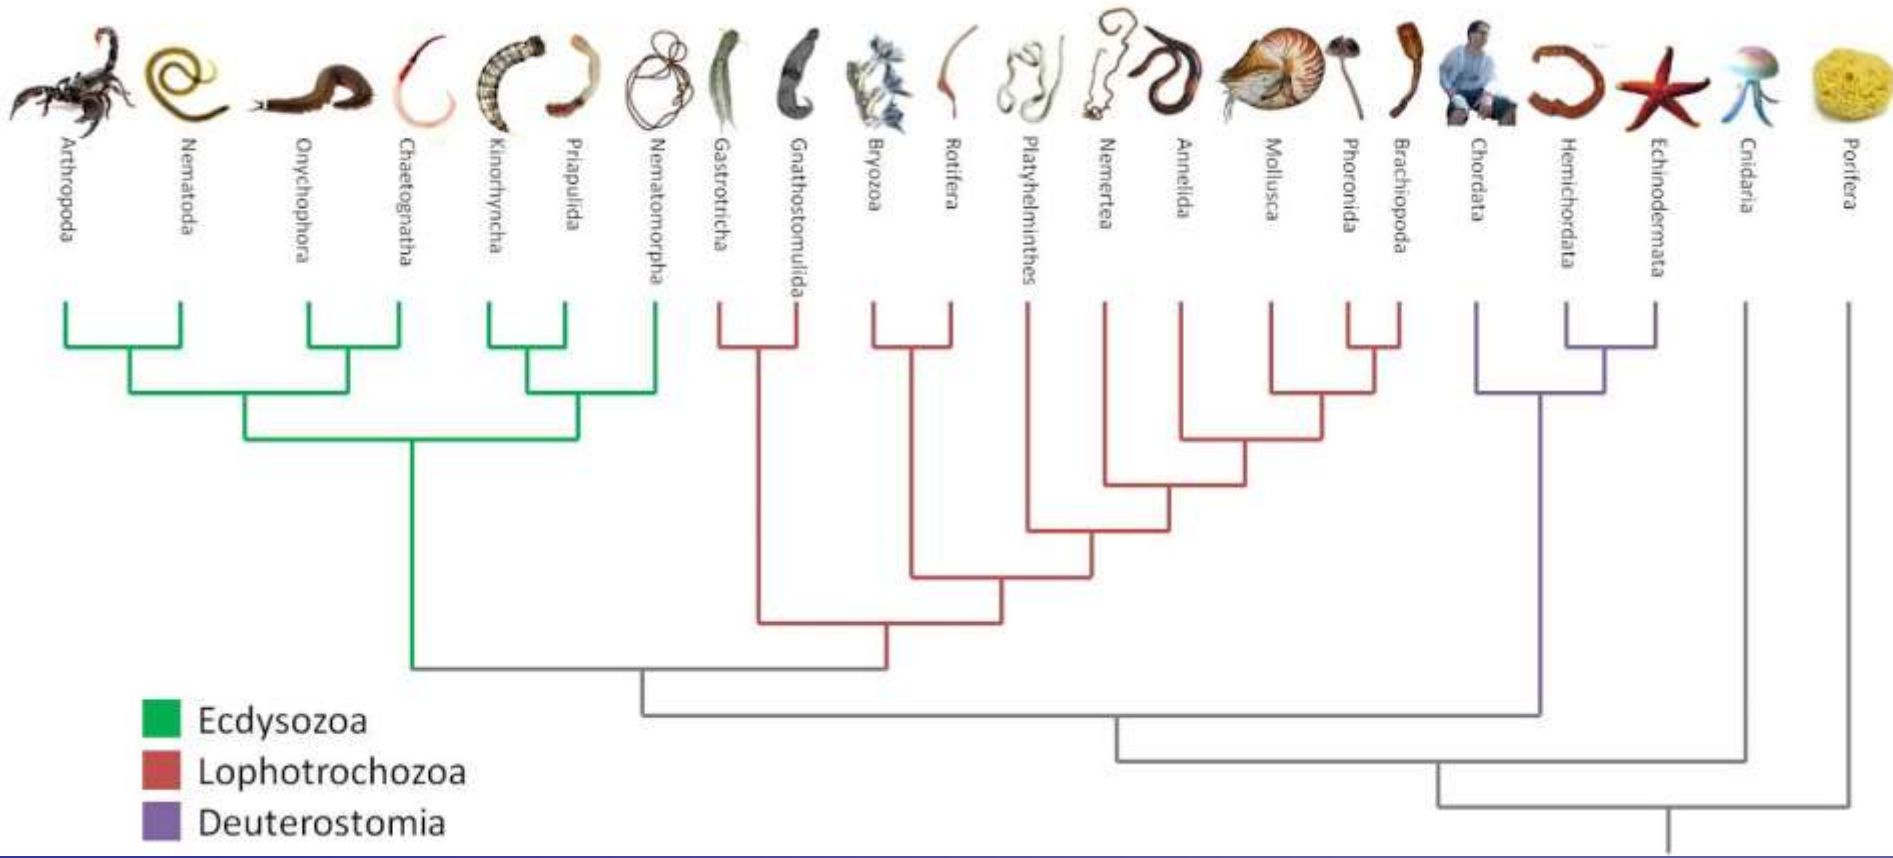 Arthropoda
Nematoda
Onychophora
Chaetognatha
Kinorhyncha
Priapulida
Nematomorpha
Gastrotricha
Gnathostomulida
Bryozoa
Rotifera
Platyhelminthes
Nemertea
Annelida
Mollusca
Phoronida
Brachiopoda
Chordata
Hemichordata
Echinodermata
Cnidaria
Porifera
Ecdysozoa
Lophotrochozoa
Deuterostomia